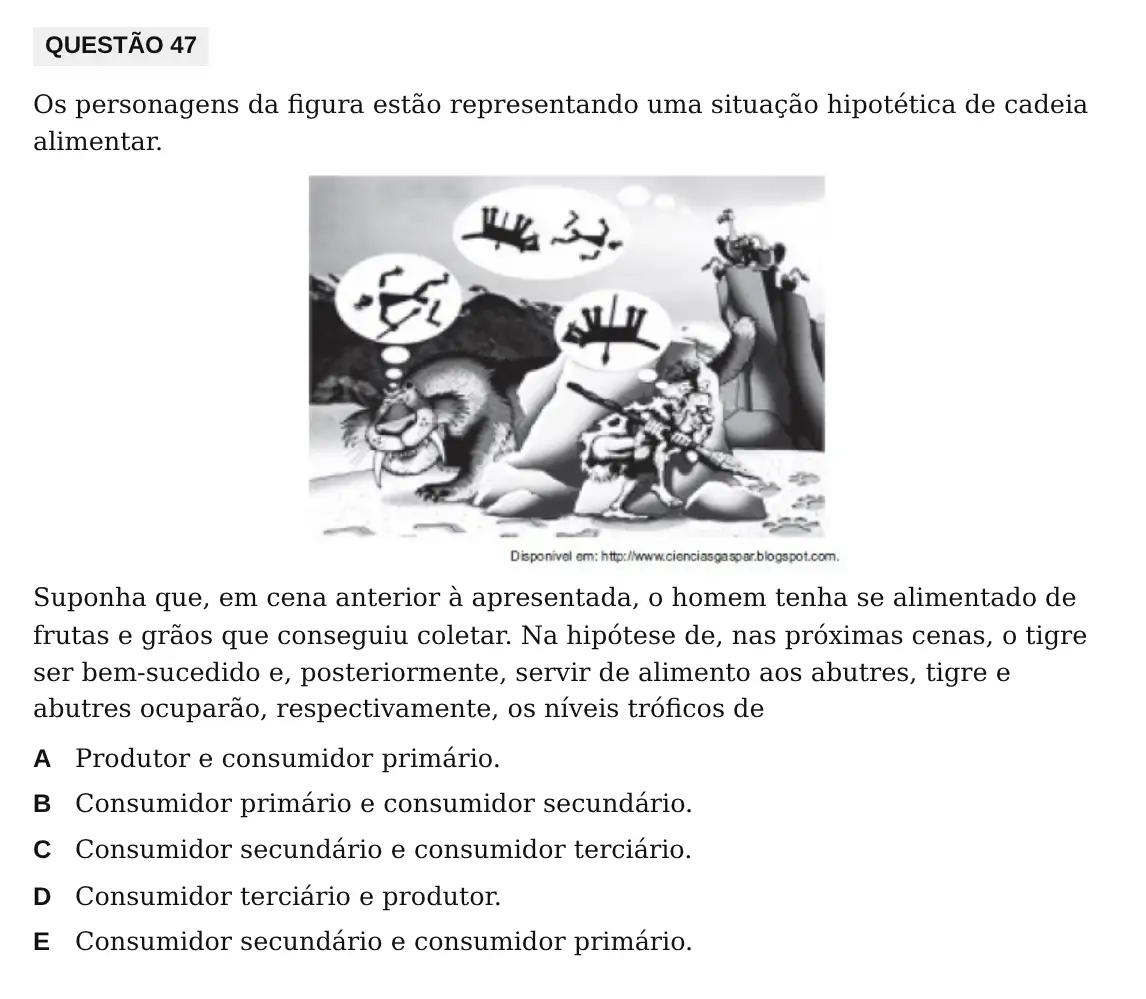 QUESTÃO 47
Os personagens da figura estão representando uma situação hipotética de cadeia
alimentar.
Disponível em: http://www.cienciasgaspar.blogspot.com.
Suponha que, em cena anterior à apresentada, o homem tenha se alimentado de
frutas e grãos que conseguiu coletar. Na hipótese de, nas próximas cenas, o tigre
ser bem-sucedido e, posteriormente, servir de alimento aos abutres, tigre e
abutres ocuparão, respectivamente, os níveis tróficos de
A Produtor e consumidor primário.
B Consumidor primário e consumidor secundário.
C Consumidor secundário e consumidor terciário.
D Consumidor terciário e produtor.
E Consumidor secundário e consumidor primário.